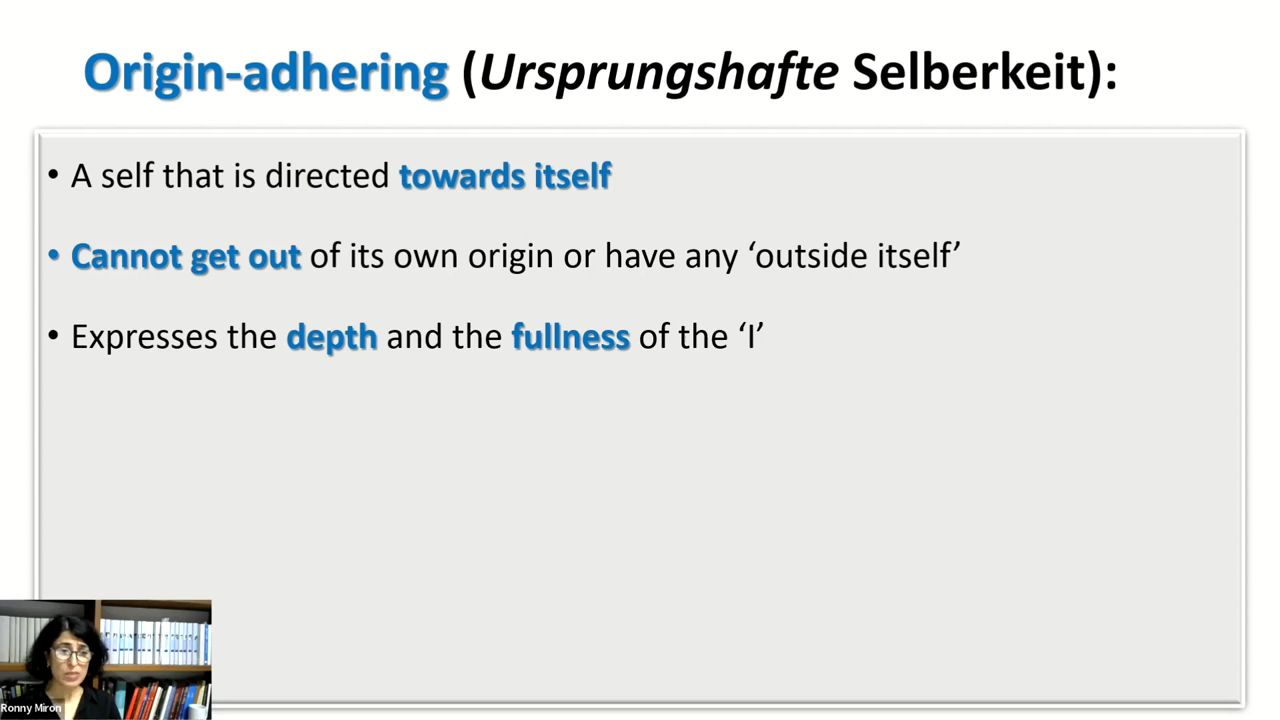 Origin-adhering (Ursprungshafte Selberkeit):
• A self that is directed towards itself
• Cannot get out of its own origin or have any ‘outside itself’
• Expresses the depth and the fullness of the ‘I’
Ronny Miron